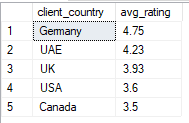 client_country avg_rating
1 Germany 4.75
2 UAE 4.23
3 UK 3.93
4 USA 3.6
5 Canada 3.5